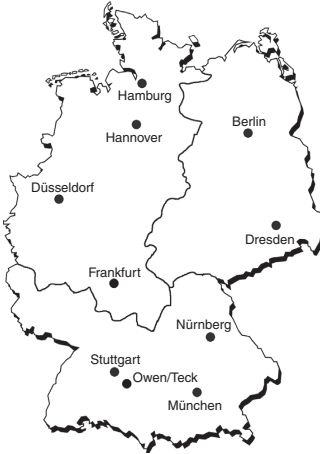 Hamburg
Hannover
Berlin
Düsseldorf
Dresden
Frankfurt
Nürnberg
Stuttgart
Owen/Teck
München